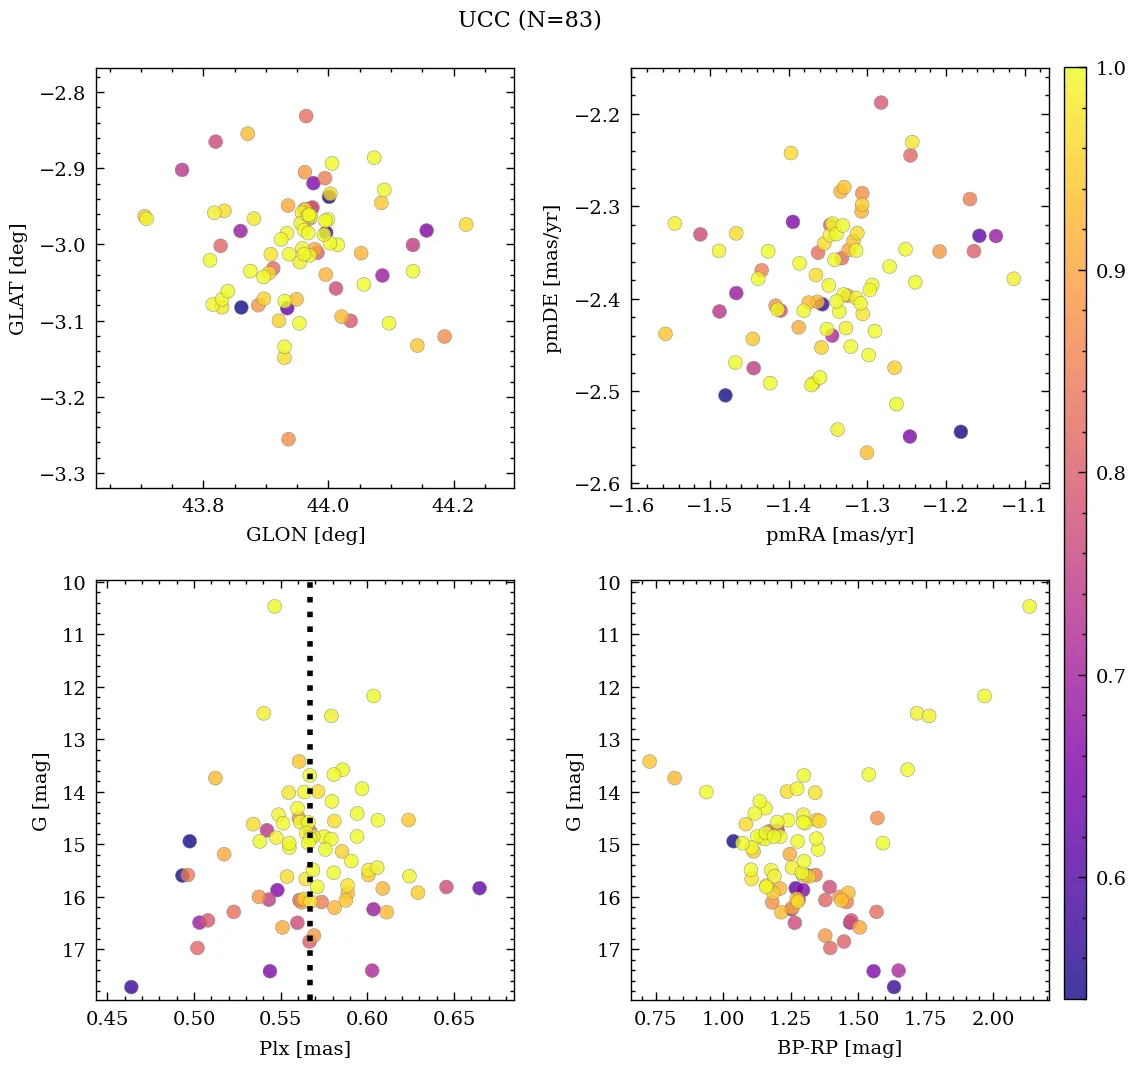 UCC (N=83)
−2.8
−2.9
−3.0
−3.1
−3.2
−3.3
GLAT [deg]
43.8 44.0 44.2
GLON [deg]
−2.2
−2.3
−2.4
−2.5
−2.6
pmDE [mas/yr]
−1.6 −1.5 −1.4 −1.3 −1.2 −1.1
pmRA [mas/yr]
10
11
12
13
14
15
16
17
G [mag]
0.45 0.50 0.55 0.60 0.65
Plx [mas]
10
11
12
13
14
15
16
17
G [mag]
0.75 1.00 1.25 1.50 1.75 2.00
BP-RP [mag]
1.0
0.9
0.8
0.7
0.6